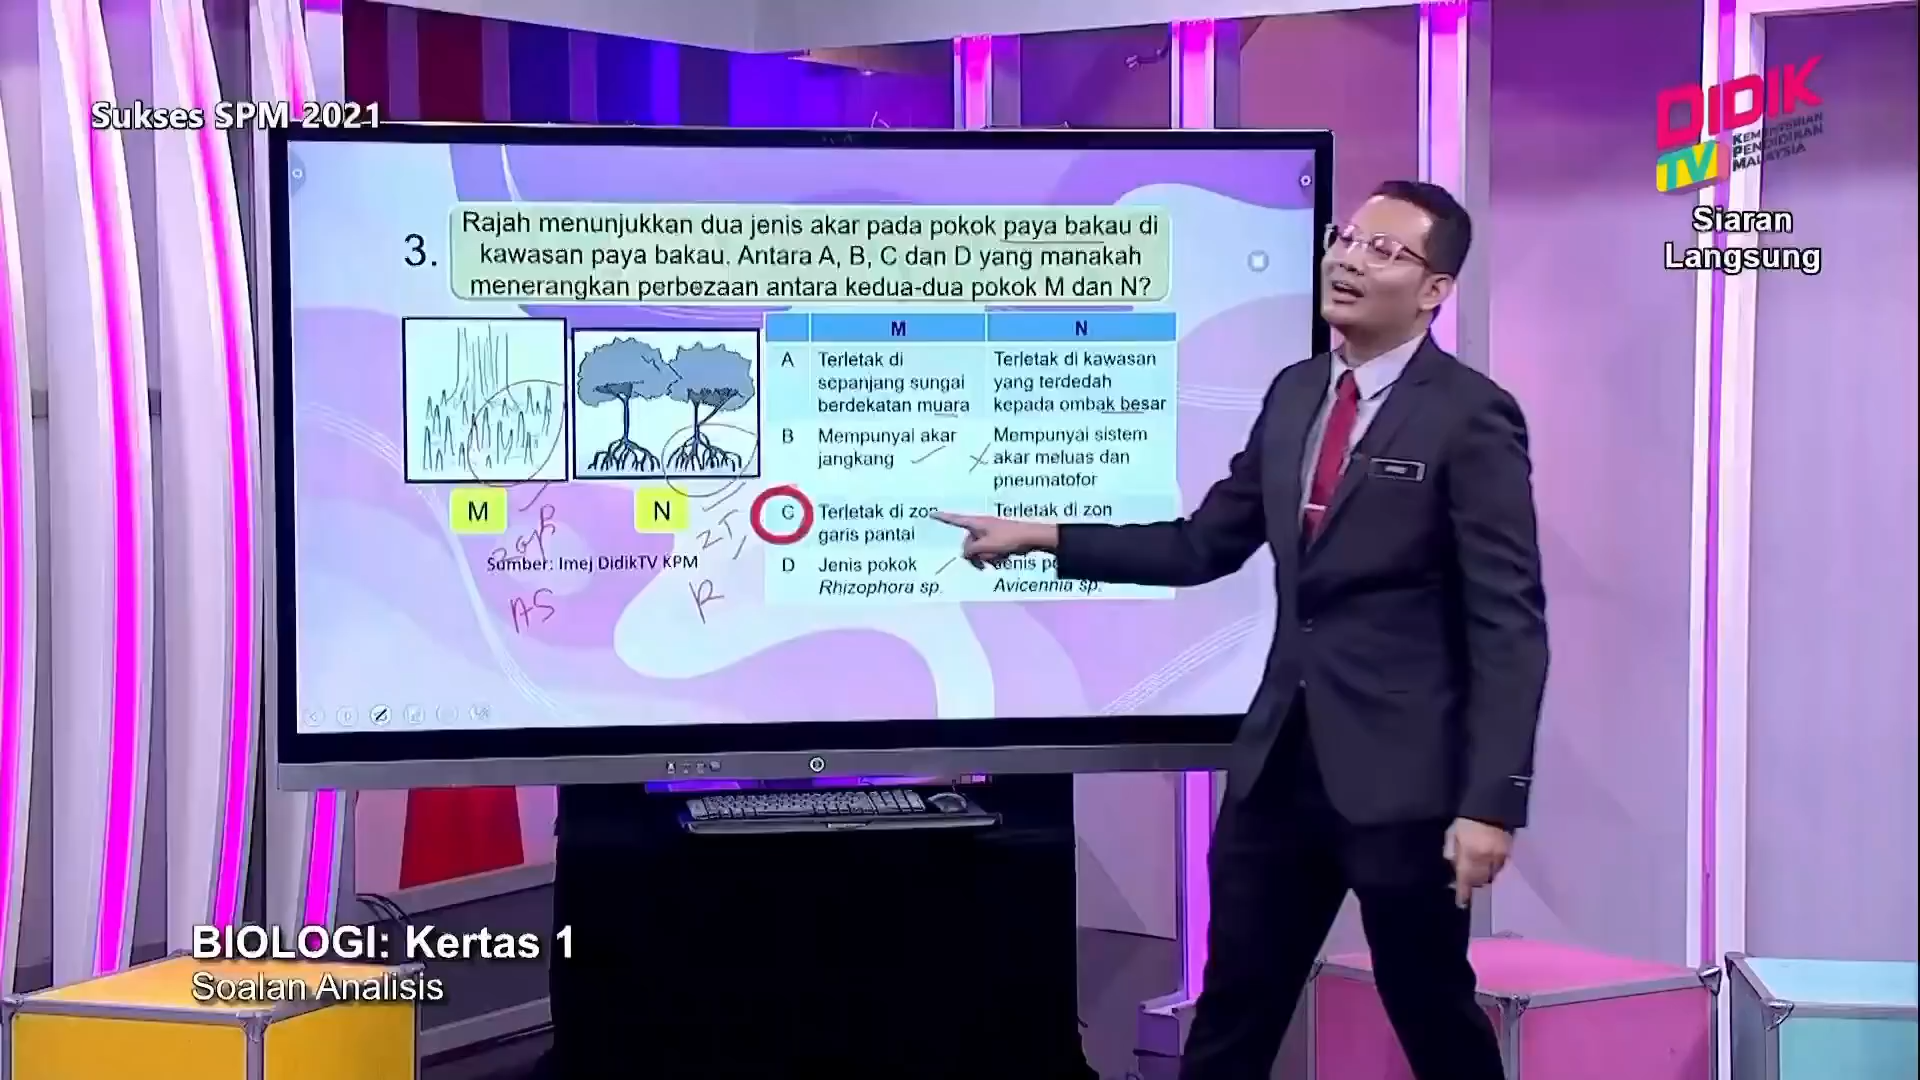 Sukses SPM 2021
DIDIK
TV
KEMENTERIAN
PENDIDIKAN
MALAYSIA
Siaran
Langsung
3.
Rajah menunjukkan dua jenis akar pada pokok paya bakau di
kawasan paya bakau. Antara A, B, C dan D yang manakah
menerangkan perbezaan antara kedua-dua pokok M dan N?
M
N
M N
A Terletak di sepanjang sungai berdekatan muara Terletak di kawasan yang terdedah kepada ombak besar
B Mempunyai akar jangkang Mempunyai sistem akar meluas dan pneumatofor
C Terletak di zon garis pantai Terletak di zon
D Jenis pokok Rhizophora sp. Avicennia sp.
ZT
AS
R
Sumber: Imej DidikTV KPM
BIOLOGI: Kertas 1
Soalan Analisis